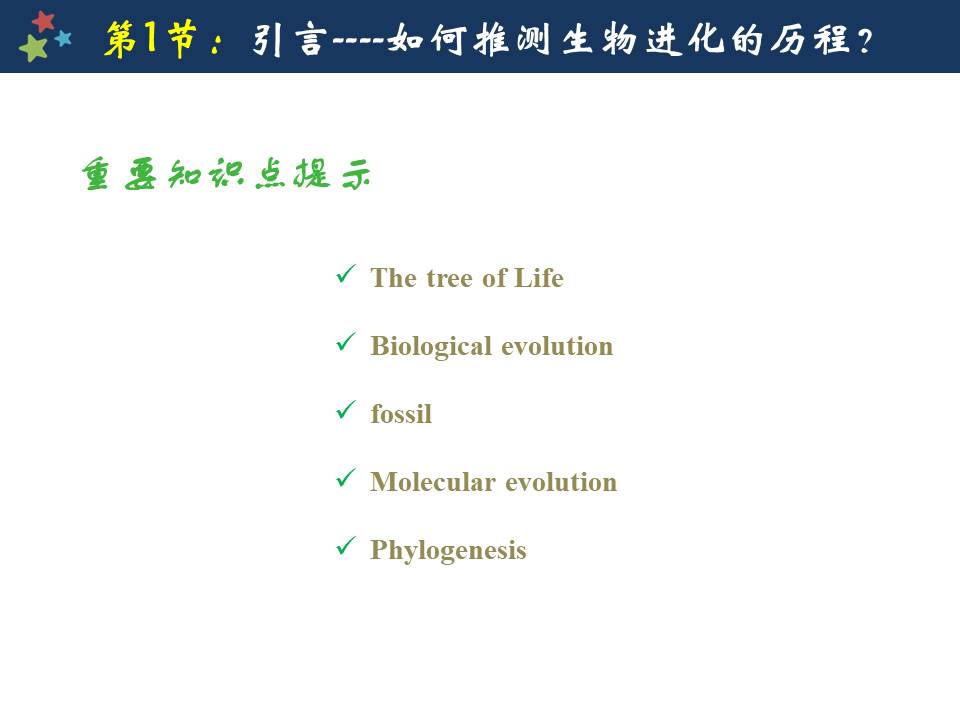 第1节：引言----如何推测生物进化的历程？
重要知识点提示
✓ The tree of Life
✓ Biological evolution
✓ fossil
✓ Molecular evolution
✓ Phylogenesis